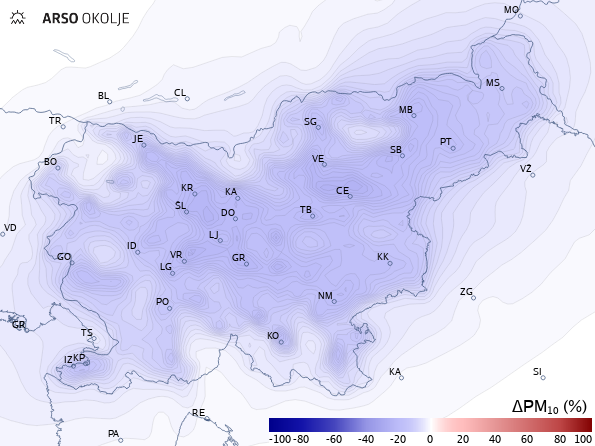 ARSO OKOLJE
MO
BL
CL
MS
TR
SG
MB
JE
VE
SB
PT
BO
VŽ
KR
KA
CE
ŠL
DO
TB
VD
LJ
ID
VR
GO
LG
GR
KK
PO
NM
ZG
GR
TS
KO
IZ
KP
KA
SI
RE
PA
ΔPM₁₀ (%)
-100 -80 -60 -40 -20 0 20 40 60 80 100